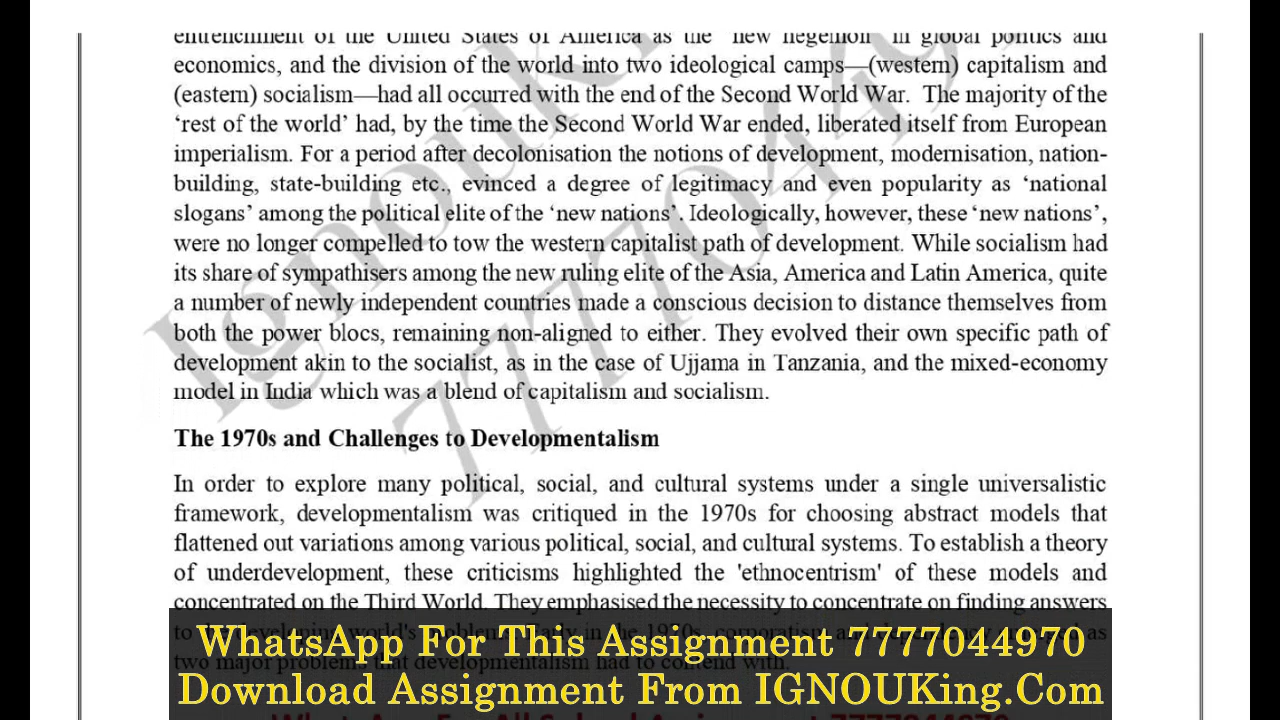 entrenchment of the United States of America as the 'new hegemon' in global politics and
economics, and the division of the world into two ideological camps—(western) capitalism and
(eastern) socialism—had all occurred with the end of the Second World War. The majority of the
‘rest of the world’ had, by the time the Second World War ended, liberated itself from European
imperialism. For a period after decolonisation the notions of development, modernisation, nation-
building, state-building etc., evinced a degree of legitimacy and even popularity as ‘national
slogans’ among the political elite of the ‘new nations’. Ideologically, however, these ‘new nations’,
were no longer compelled to tow the western capitalist path of development. While socialism had
its share of sympathisers among the new ruling elite of the Asia, America and Latin America, quite
a number of newly independent countries made a conscious decision to distance themselves from
both the power blocs, remaining non-aligned to either. They evolved their own specific path of
development akin to the socialist, as in the case of Ujjama in Tanzania, and the mixed-economy
model in India which was a blend of capitalism and socialism.
The 1970s and Challenges to Developmentalism
In order to explore many political, social, and cultural systems under a single universalistic
framework, developmentalism was critiqued in the 1970s for choosing abstract models that
flattened out variations among various political, social, and cultural systems. To establish a theory
of underdevelopment, these criticisms highlighted the 'ethnocentrism' of these models and
concentrated on the Third World. They emphasised the necessity to concentrate on finding answers
two major problems that developmentalism had to contend with.
WhatsApp For This Assignment 7777044970
Download Assignment From IGNOUKing.Com